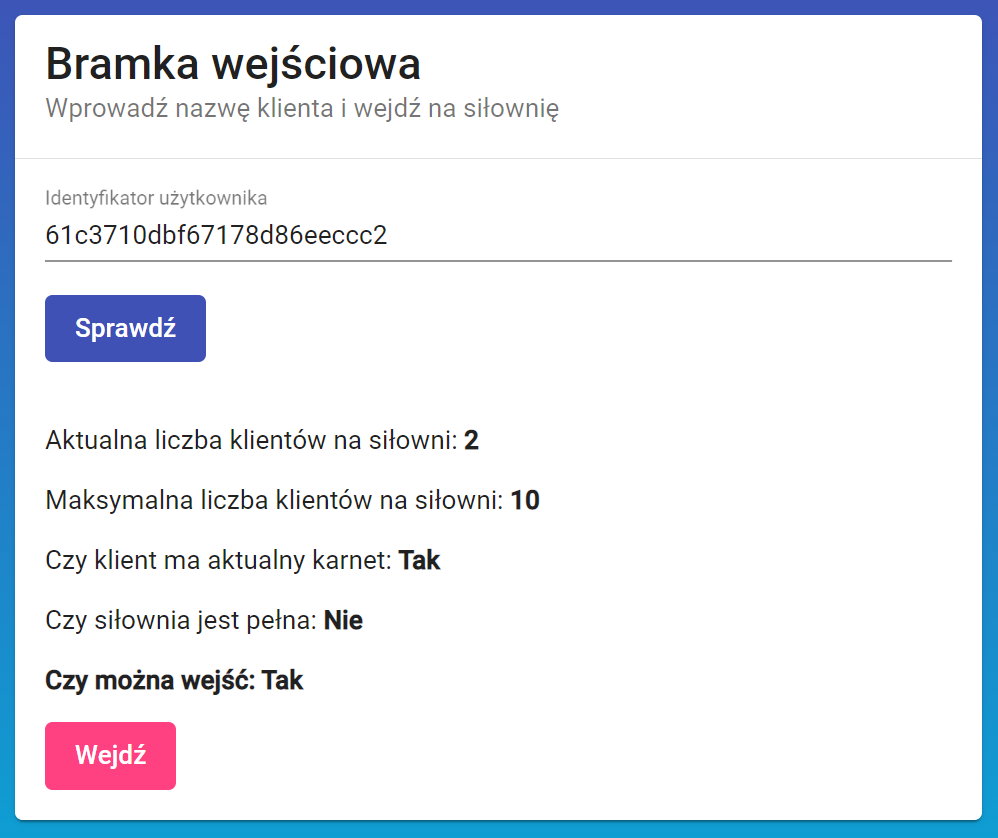 Bramka wejściowa
Wprowadź nazwę klienta i wejdź na siłownię
Identyfikator użytkownika
61c3710dbf67178d86eeccc2
Sprawdź
Aktualna liczba klientów na siłowni: 2
Maksymalna liczba klientów na siłowni: 10
Czy klient ma aktualny karnet: Tak
Czy siłownia jest pełna: Nie
Czy można wejść: Tak
Wejdź